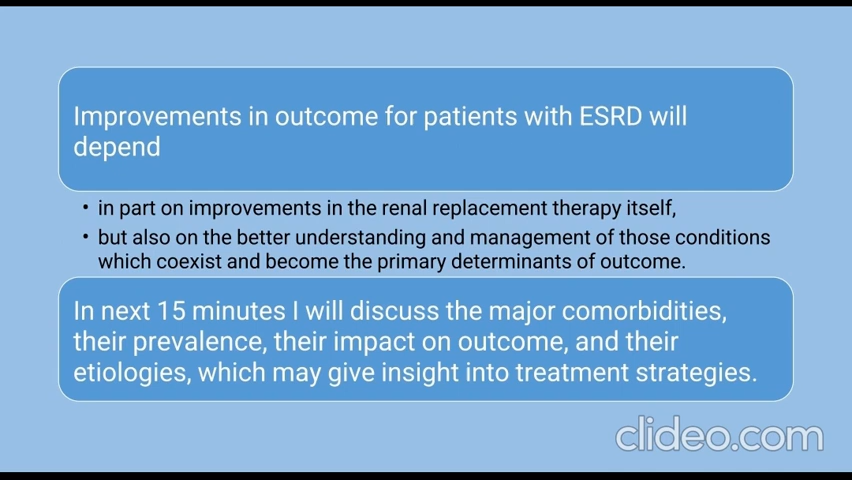 Improvements in outcome for patients with ESRD will
depend
• in part on improvements in the renal replacement therapy itself,
• but also on the better understanding and management of those conditions
which coexist and become the primary determinants of outcome.
In next 15 minutes I will discuss the major comorbidities,
their prevalence, their impact on outcome, and their
etiologies, which may give insight into treatment strategies.
clideo.com